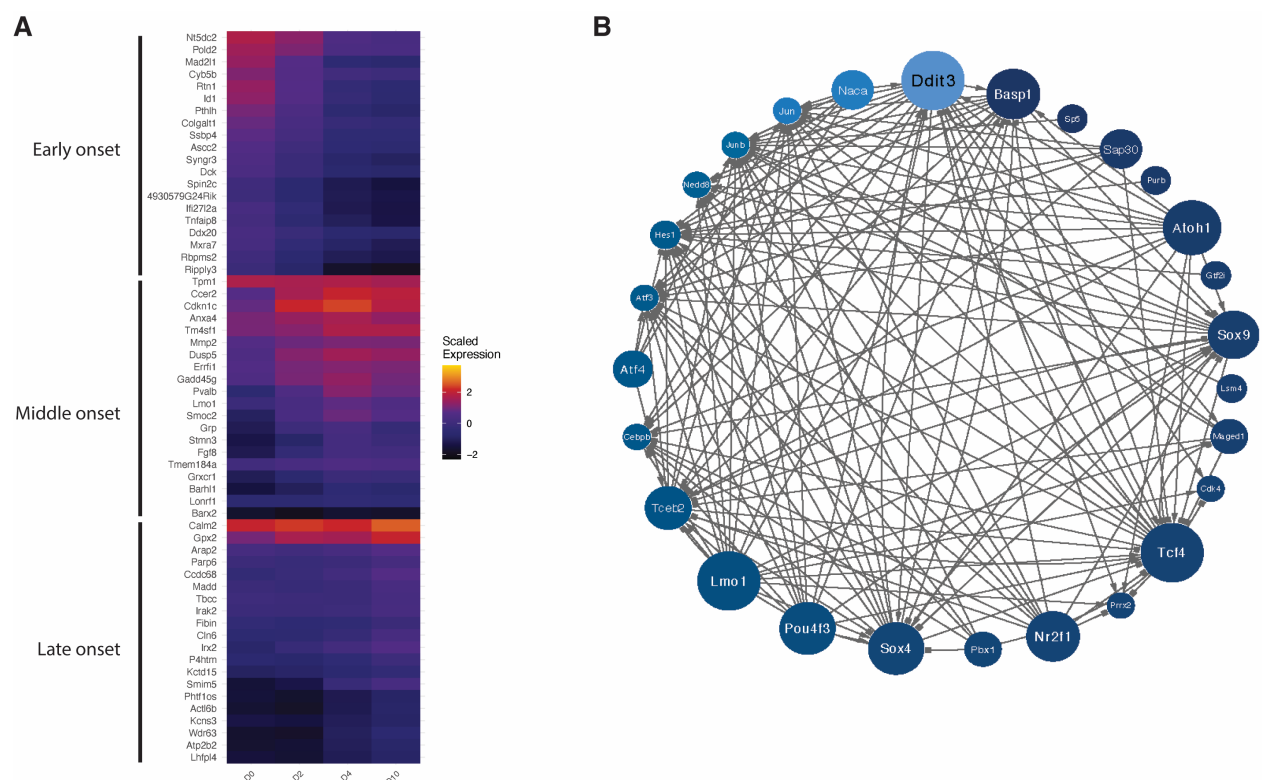 A
B
Early onset
Nt5dc2
Pold2
Mad2l1
Cyb5b
Rtn1
Id1
Pthlh
Colgalt1
Ssbp4
Ascc2
Syngr3
Dck
Spin2c
4930579G24Rik
Ifi27l2a
Tnfaip8
Ddx20
Mxra7
Rbpms2
Ripply3
Middle onset
Tpm1
Ccer2
Cdkn1c
Anxa4
Tm4sf1
Mmp2
Dusp5
Errfi1
Gadd45g
Pvalb
Lmo1
Smoc2
Grp
Stmn3
Fgf8
Tmem184a
Grxcr1
Barhl1
Lonrf1
Barx2
Late onset
Calm2
Gpx2
Arap2
Parp6
Ccdc68
Madd
Tbcc
Irak2
Fibin
Cln6
Irx2
P4htm
Kctd15
Smim5
Phtf1os
Actl6b
Kcns3
Wdr63
Atp2b2
Lhfpl4
D0
D2
D4
D10
Scaled
Expression
2
0
−2
Ddit3
Basp1
Sp5
Sap30
Purb
Atoh1
Gtf2i
Sox9
Lsm4
Maged1
Cdk4
Tcf4
Prrx2
Nr2f1
Pbx1
Sox4
Pou4f3
Lmo1
Tceb2
Cebpb
Atf4
Atf3
Hes1
Nedd8
Junb
Jun
Naca